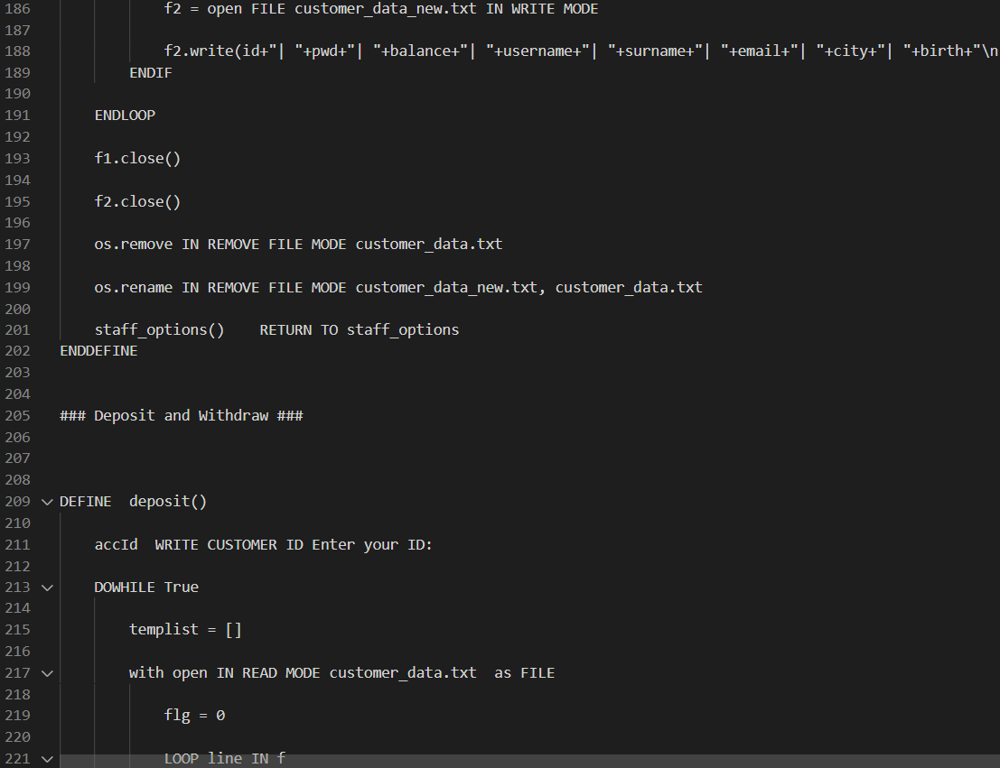 186 f2 = open FILE customer_data_new.txt IN WRITE MODE
187
188 f2.write(id+"| "+pwd+"| "+balance+"| "+username+"| "+surname+"| "+email+"| "+city+"| "+birth+"\n
189 ENDIF
190
191 ENDLOOP
192
193 f1.close()
194
195 f2.close()
196
197 os.remove IN REMOVE FILE MODE customer_data.txt
198
199 os.rename IN REMOVE FILE MODE customer_data_new.txt, customer_data.txt
200
201 staff_options()    RETURN TO staff_options
202 ENDDEFINE
203
204
205 ### Deposit and Withdraw ###
206
207
208
209 DEFINE  deposit()
210
211 accId  WRITE CUSTOMER ID Enter your ID:
212
213 DOWHILE True
214
215 templist = []
216
217 with open IN READ MODE customer_data.txt  as FILE
218
219 flg = 0
220
221 LOOP line IN f